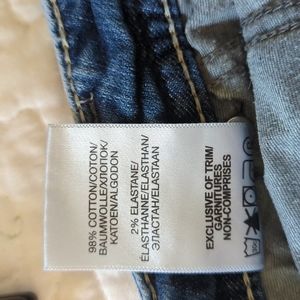 98% COTTON/COTON/
BAUMWOLLE/ХЛОПОК/
KATOEN/ALGODON
2% ELASTANE/
ÉLASTHANNE/ELASTHAN/
ЭЛАСТАН/ELASTAAN
EXCLUSIVE OF TRIM/
GARNITURES
NON-COMPRISES